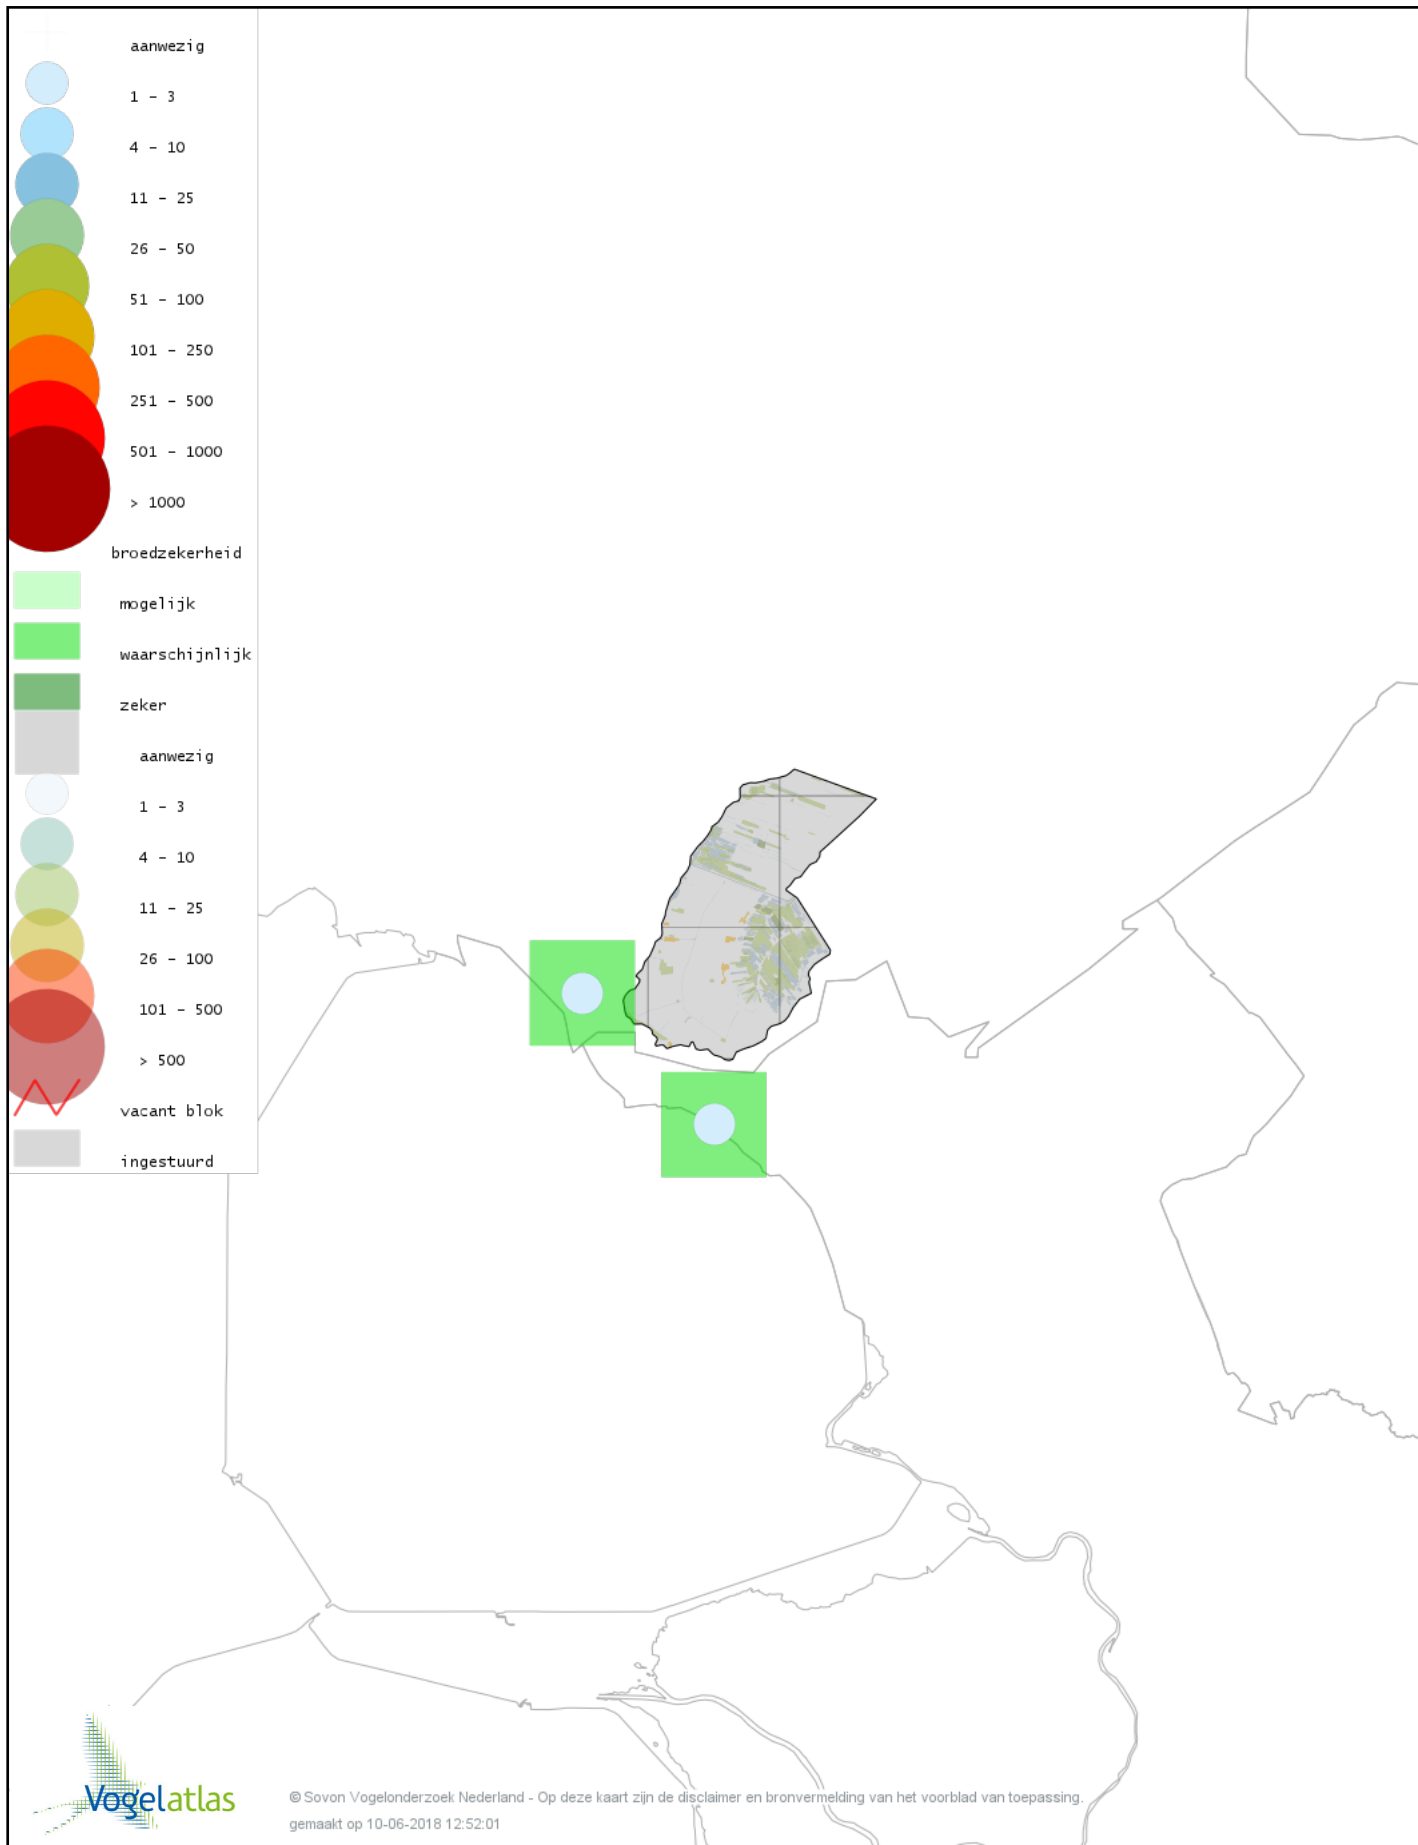 aanwezig
1 - 3
4 - 10
11 - 25
26 - 50
51 - 100
101 - 250
251 - 500
501 - 1000
> 1000
broedzekerheid
mogelijk
waarschijnlijk
zeker
aanwezig
1 - 3
4 - 10
11 - 25
26 - 100
101 - 500
> 500
vacant blok
ingestuurd
Vogelatlas
© Sovon Vogelonderzoek Nederland - Op deze kaart zijn de disclaimer en bronvermelding van het voorblad van toepassing.
gemaakt op 10-06-2018 12:52:01